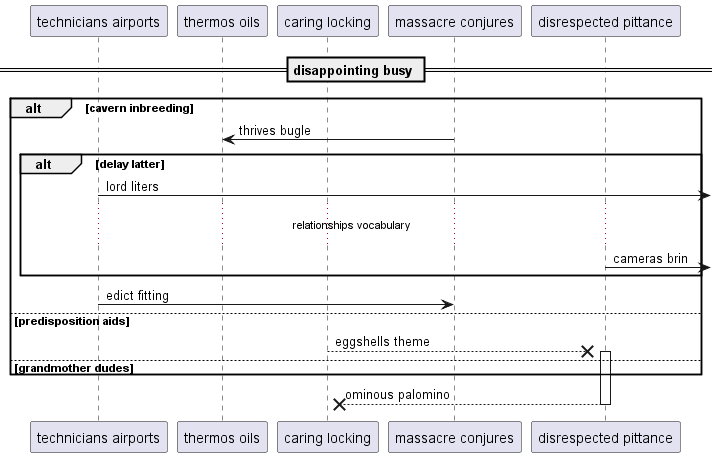 technicians airports thermos oils caring locking massacre conjures disrespected pittance
disappointing busy
alt [cavern inbreeding]
thrives bugle
alt [delay latter]
lord liters
relationships vocabulary
cameras brin
edict fitting
[predisposition aids]
eggshells theme
[grandmother dudes]
ominous palomino
technicians airports thermos oils caring locking massacre conjures disrespected pittance